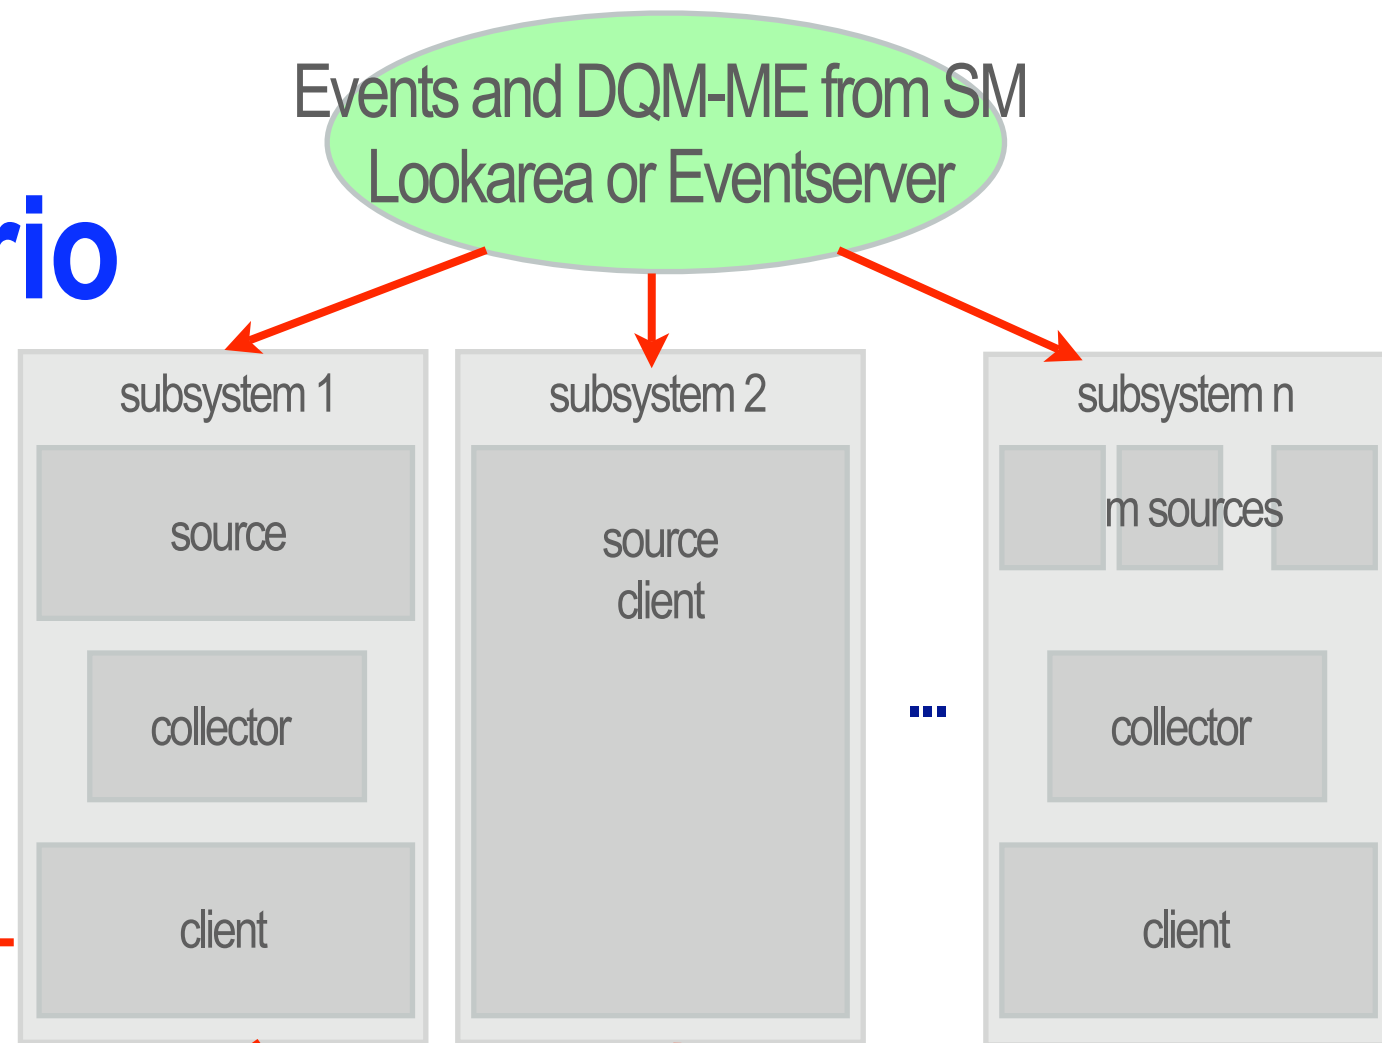 Events and DQM-ME from SM
Lookarea or Eventserver
rio
subsystem 1
subsystem 2
subsystem n
source
source
client
m sources
collector
...
collector
client
client